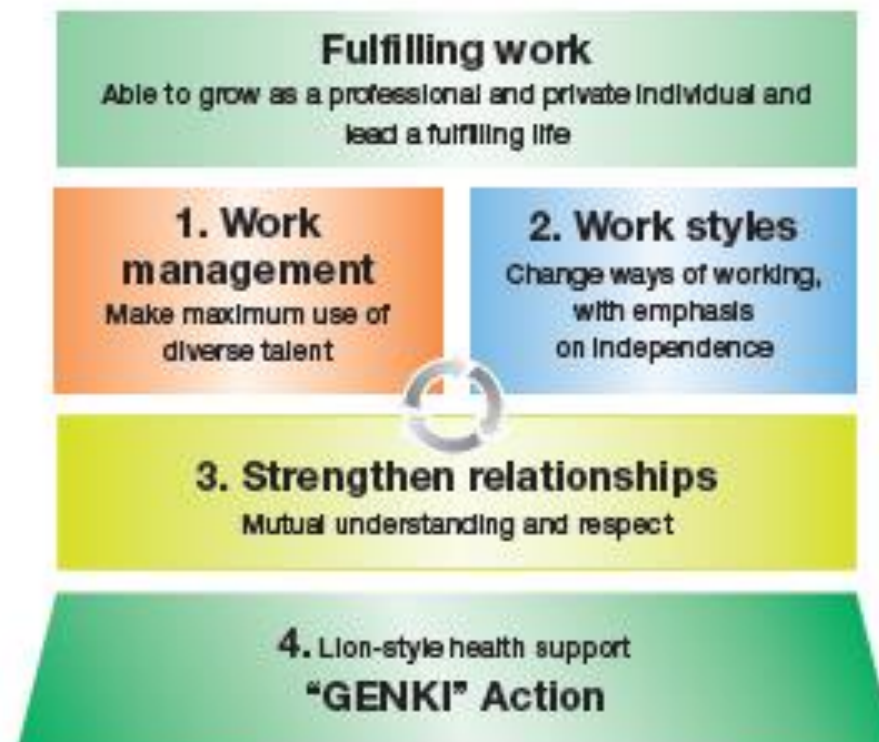 Fulfilling work
Able to grow as a professional and private individual and
lead a fulfilling life
1. Work
management
Make maximum use of
diverse talent
2. Work styles
Change ways of working,
with emphasis
on independence
3. Strengthen relationships
Mutual understanding and respect
4. Lion-style health support
“GENKI” Action